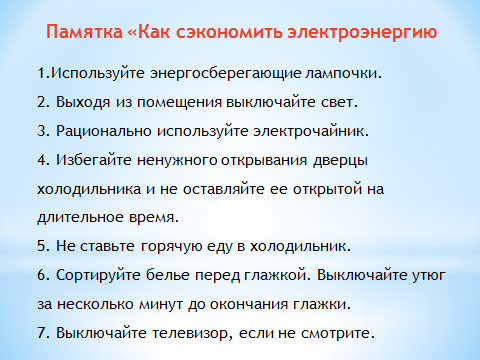 Памятка «Как сэкономить электроэнергию
1.Используйте энергосберегающие лампочки.
2. Выходя из помещения выключайте свет.
3. Рационально используйте электрочайник.
4. Избегайте ненужного открывания дверцы
холодильника и не оставляйте ее открытой на
длительное время.
5. Не ставьте горячую еду в холодильник.
6. Сортируйте белье перед глажкой. Выключайте утюг
за несколько минут до окончания глажки.
7. Выключайте телевизор, если не смотрите.